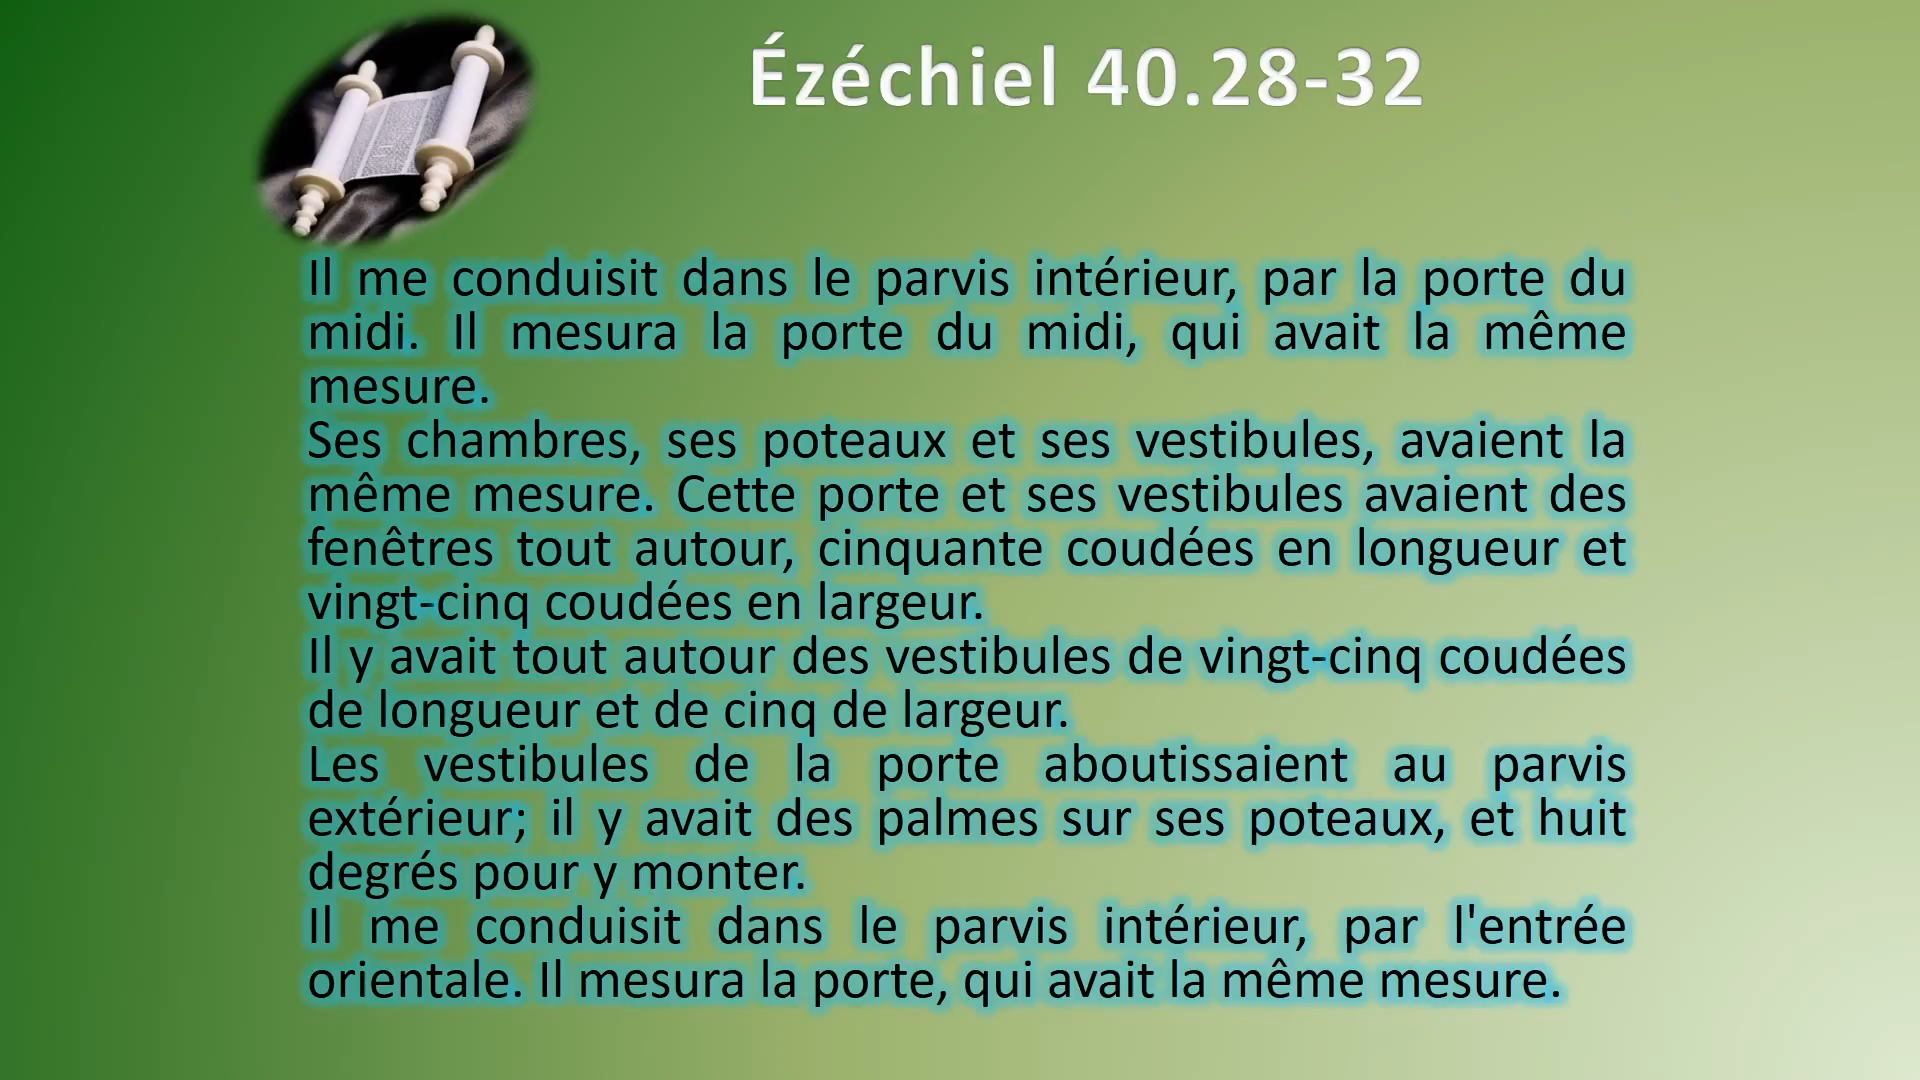 Ézéchiel 40.28-32
Il me conduisit dans le parvis intérieur, par la porte du
midi. Il mesura la porte du midi, qui avait la même
mesure.
Ses chambres, ses poteaux et ses vestibules, avaient la
même mesure. Cette porte et ses vestibules avaient des
fenêtres tout autour, cinquante coudées en longueur et
vingt-cinq coudées en largeur.
Il y avait tout autour des vestibules de vingt-cinq coudées
de longueur et de cinq de largeur.
Les vestibules de la porte aboutissaient au parvis
extérieur; il y avait des palmes sur ses poteaux, et huit
degrés pour y monter.
Il me conduisit dans le parvis intérieur, par l'entrée
orientale. Il mesura la porte, qui avait la même mesure.